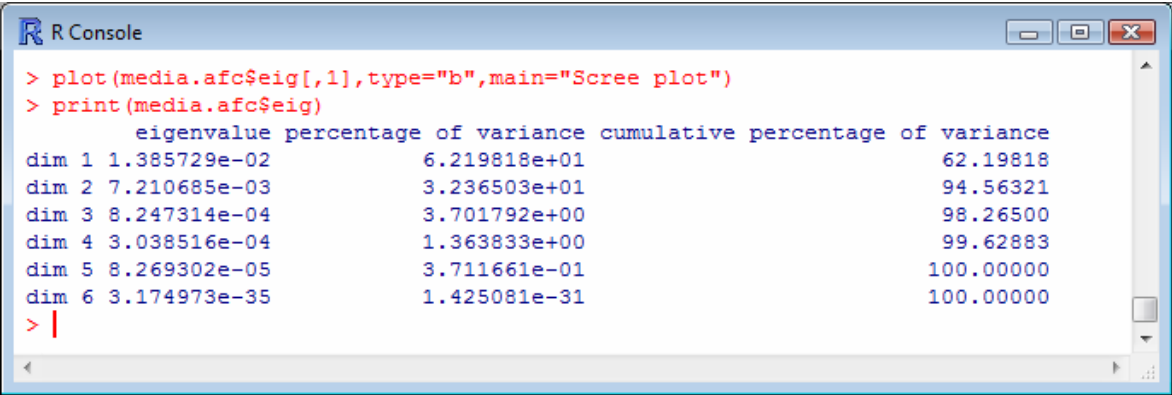 R Console
> plot(media.afc$eig[,1],type="b",main="Scree plot")
> print(media.afc$eig)
eigenvalue percentage of variance cumulative percentage of variance
dim 1 1.385729e-02 6.219818e+01 62.19818
dim 2 7.210685e-03 3.236503e+01 94.56321
dim 3 8.247314e-04 3.701792e+00 98.26500
dim 4 3.038516e-04 1.363833e+00 99.62883
dim 5 8.269302e-05 3.711661e-01 100.00000
dim 6 3.174973e-35 1.425081e-31 100.00000
>